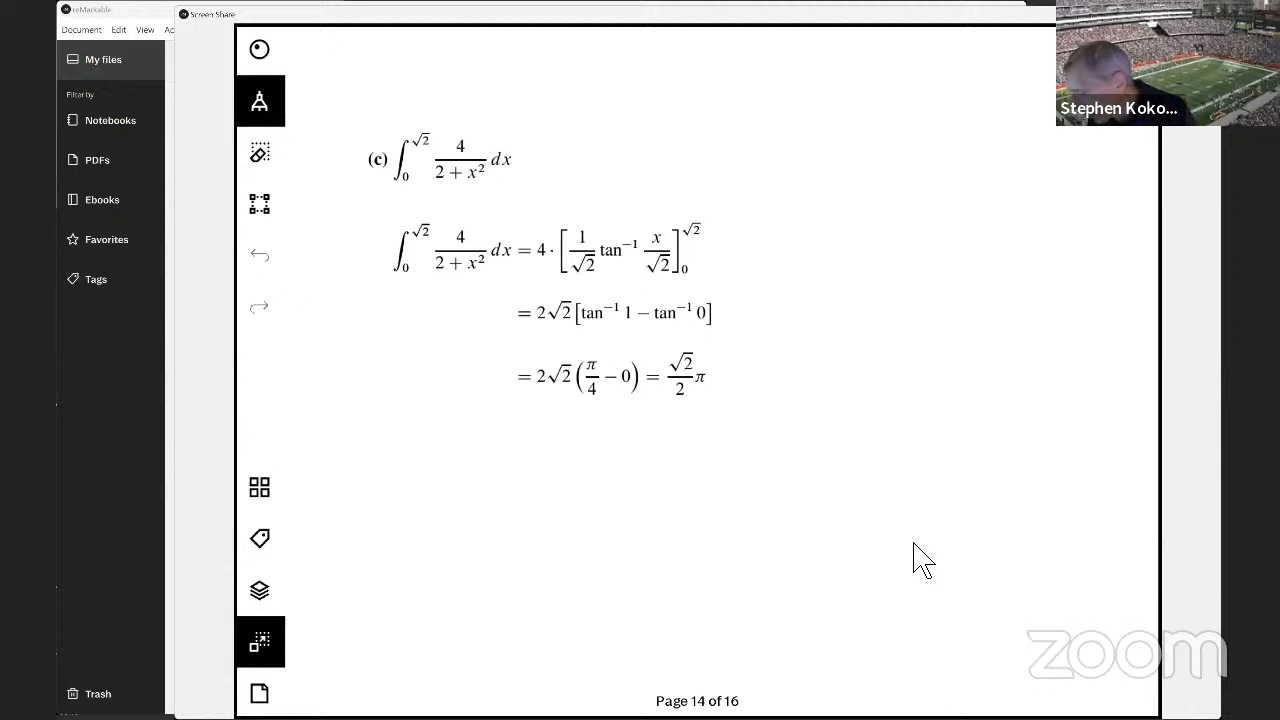 reMarkable
Screen Share
Document Edit View
My files
Filter by
Notebooks
PDFs
Ebooks
Favorites
Tags
Trash
Stephen Koko...
(c) ∫₀^√2 4/(2 + x²) dx
∫₀^√2 4/(2 + x²) dx = 4 · [1/√2 tan⁻¹ x/√2]₀^√2
= 2√2 [tan⁻¹ 1 − tan⁻¹ 0]
= 2√2 (π/4 − 0) = √2/2 π
Page 14 of 16
zoom